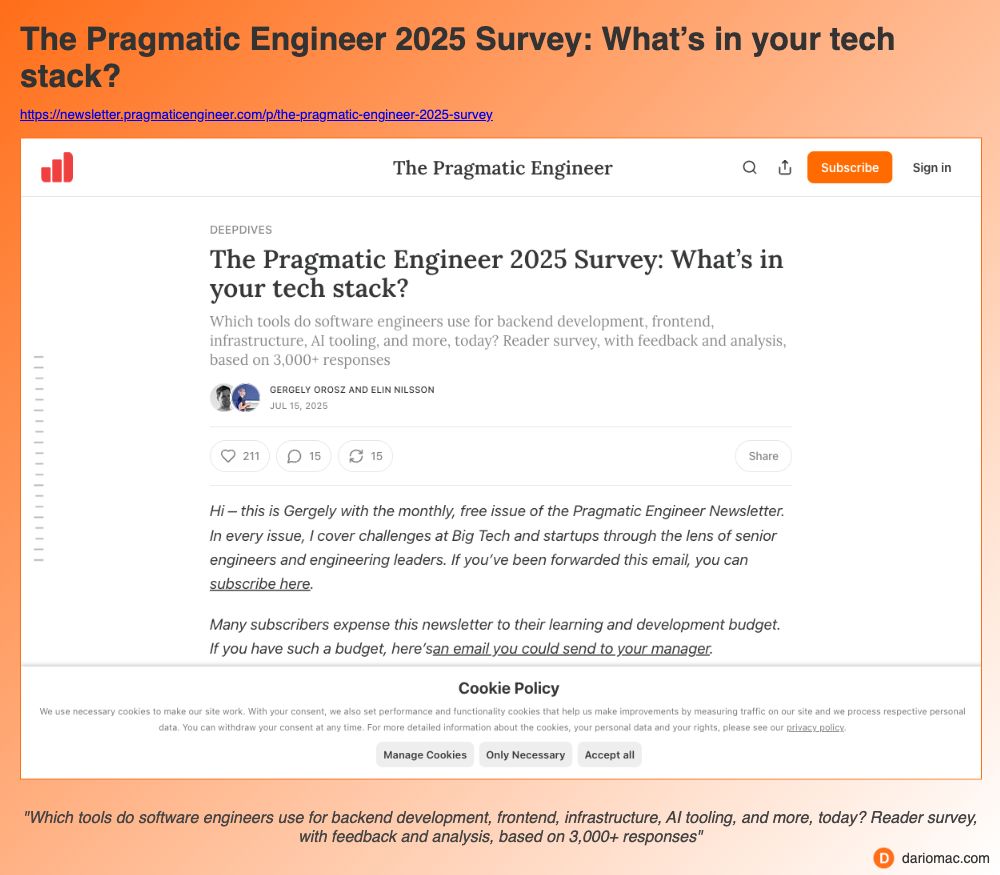 The Pragmatic Engineer 2025 Survey: What’s in your tech
stack?
https://newsletter.pragmaticengineer.com/p/the-pragmatic-engineer-2025-survey
The Pragmatic Engineer
Subscribe
Sign in
DEEPDIVES
The Pragmatic Engineer 2025 Survey: What’s in
your tech stack?
Which tools do software engineers use for backend development, frontend,
infrastructure, AI tooling, and more, today? Reader survey, with feedback and analysis,
based on 3,000+ responses
GERGELY OROSZ AND ELIN NILSSON
JUL 15, 2025
211
15
15
Share
Hi – this is Gergely with the monthly, free issue of the Pragmatic Engineer Newsletter.
In every issue, I cover challenges at Big Tech and startups through the lens of senior
engineers and engineering leaders. If you’ve been forwarded this email, you can
subscribe here.
Many subscribers expense this newsletter to their learning and development budget.
If you have such a budget, here’san email you could send to your manager.
Cookie Policy
We use necessary cookies to make our site work. With your consent, we also set performance and functionality cookies that help us make improvements by measuring traffic on our site and we process respective personal
data. You can withdraw your consent at any time. For more detailed information about the cookies, your personal data and your rights, please see our privacy policy.
Manage Cookies
Only Necessary
Accept all
"Which tools do software engineers use for backend development, frontend, infrastructure, AI tooling, and more, today? Reader survey,
with feedback and analysis, based on 3,000+ responses"
D
dariomac.com